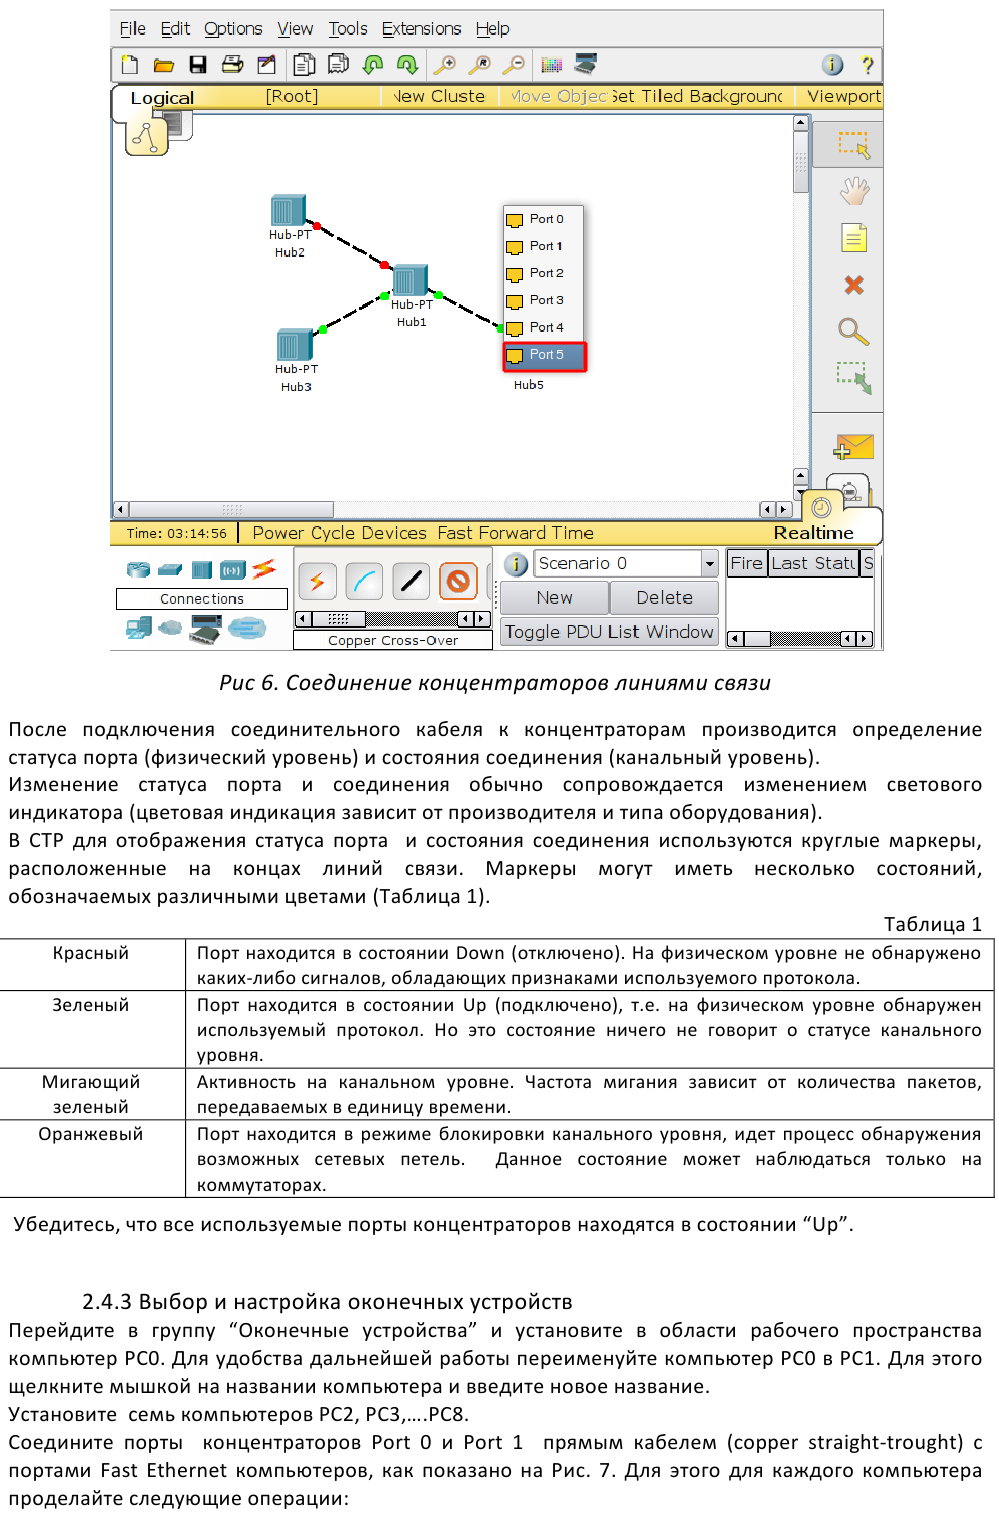 File Edit Options View Tools Extensions Help
Logical [Root] New Cluste Move Objec Set Tiled Background Viewport
Port 0
Port 1
Port 2
Port 3
Port 4
Port 5
Hub-PT
Hub2
Hub-PT
Hub1
Hub-PT
Hub3
Hub5
Time: 03:14:56 Power Cycle Devices Fast Forward Time Realtime
Scenario 0
Fire Last Statu S
Connections
New Delete
Toggle PDU List Window
Copper Cross-Over
Рис 6. Соединение концентраторов линиями связи
После подключения соединительного кабеля к концентраторам производится определение
статуса порта (физический уровень) и состояния соединения (канальный уровень).
Изменение статуса порта и соединения обычно сопровождается изменением светового
индикатора (цветовая индикация зависит от производителя и типа оборудования).
В СТР для отображения статуса порта и состояния соединения используются круглые маркеры,
расположенные на концах линий связи. Маркеры могут иметь несколько состояний,
обозначаемых различными цветами (Таблица 1).
Таблица 1
Красный Порт находится в состоянии Down (отключено). На физическом уровне не обнаружено
каких-либо сигналов, обладающих признаками используемого протокола.
Зеленый Порт находится в состоянии Up (подключено), т.е. на физическом уровне обнаружен
используемый протокол. Но это состояние ничего не говорит о статусе канального
уровня.
Мигающий Активность на канальном уровне. Частота мигания зависит от количества пакетов,
зеленый передаваемых в единицу времени.
Оранжевый Порт находится в режиме блокировки канального уровня, идет процесс обнаружения
возможных сетевых петель. Данное состояние может наблюдаться только на
коммутаторах.
Убедитесь, что все используемые порты концентраторов находятся в состоянии “Up”.
2.4.3 Выбор и настройка оконечных устройств
Перейдите в группу “Оконечные устройства” и установите в области рабочего пространства
компьютер PC0. Для удобства дальнейшей работы переименуйте компьютер PC0 в PC1. Для этого
щелкните мышкой на названии компьютера и введите новое название.
Установите семь компьютеров PC2, PC3,….PC8.
Соедините порты концентраторов Port 0 и Port 1 прямым кабелем (copper straight-trought) с
портами Fast Ethernet компьютеров, как показано на Рис. 7. Для этого для каждого компьютера
проделайте следующие операции: